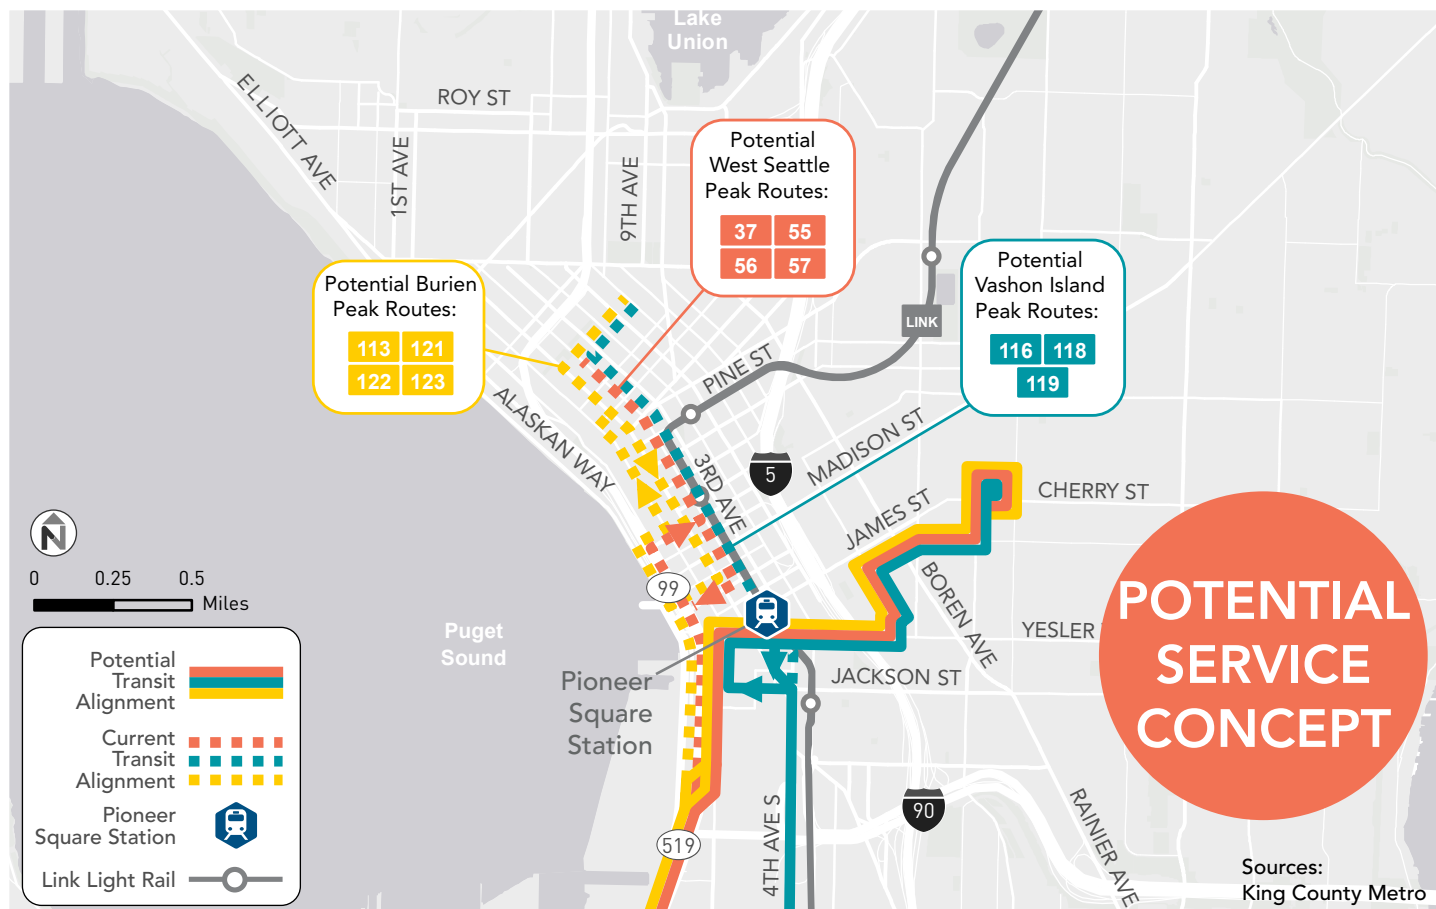 Lake
Union
ELLIOTT AVE
ROY ST
1ST AVE
9TH AVE
Potential
West Seattle
Peak Routes:
37 55
56 57
Potential Burien
Peak Routes:
113 121
122 123
Potential
Vashon Island
Peak Routes:
116 118
119
LINK
PINE ST
ALASKAN WAY
3RD AVE
5
MADISON ST
JAMES ST
CHERRY ST
BOREN AVE
YESLER
JACKSON ST
99
N
0 0.25 0.5
Miles
Puget
Sound
Pioneer
Square
Station
4TH AVE S
519
90
RAINIER AVE
POTENTIAL
SERVICE
CONCEPT
Potential
Transit
Alignment
Current
Transit
Alignment
Pioneer
Square Station
Link Light Rail
Sources:
King County Metro